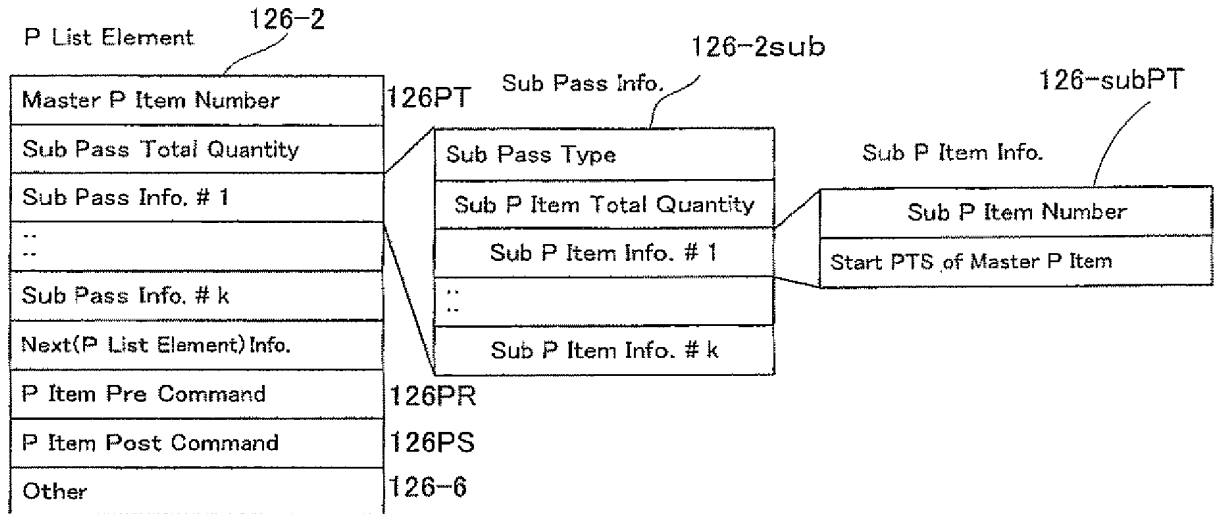 P List Element
126-2
Master P Item Number
126PT
Sub Pass Total Quantity
Sub Pass Info. # 1
:
Sub Pass Info. # k
Next(P List Element) Info.
P Item Pre Command
126PR
P Item Post Command
126PS
Other
126-6
126-2sub
Sub Pass Info.
Sub Pass Type
Sub P Item Total Quantity
Sub P Item Info. # 1
:
Sub P Item Info. # k
126-subPT
Sub P Item Info.
Sub P Item Number
Start PTS of Master P Item